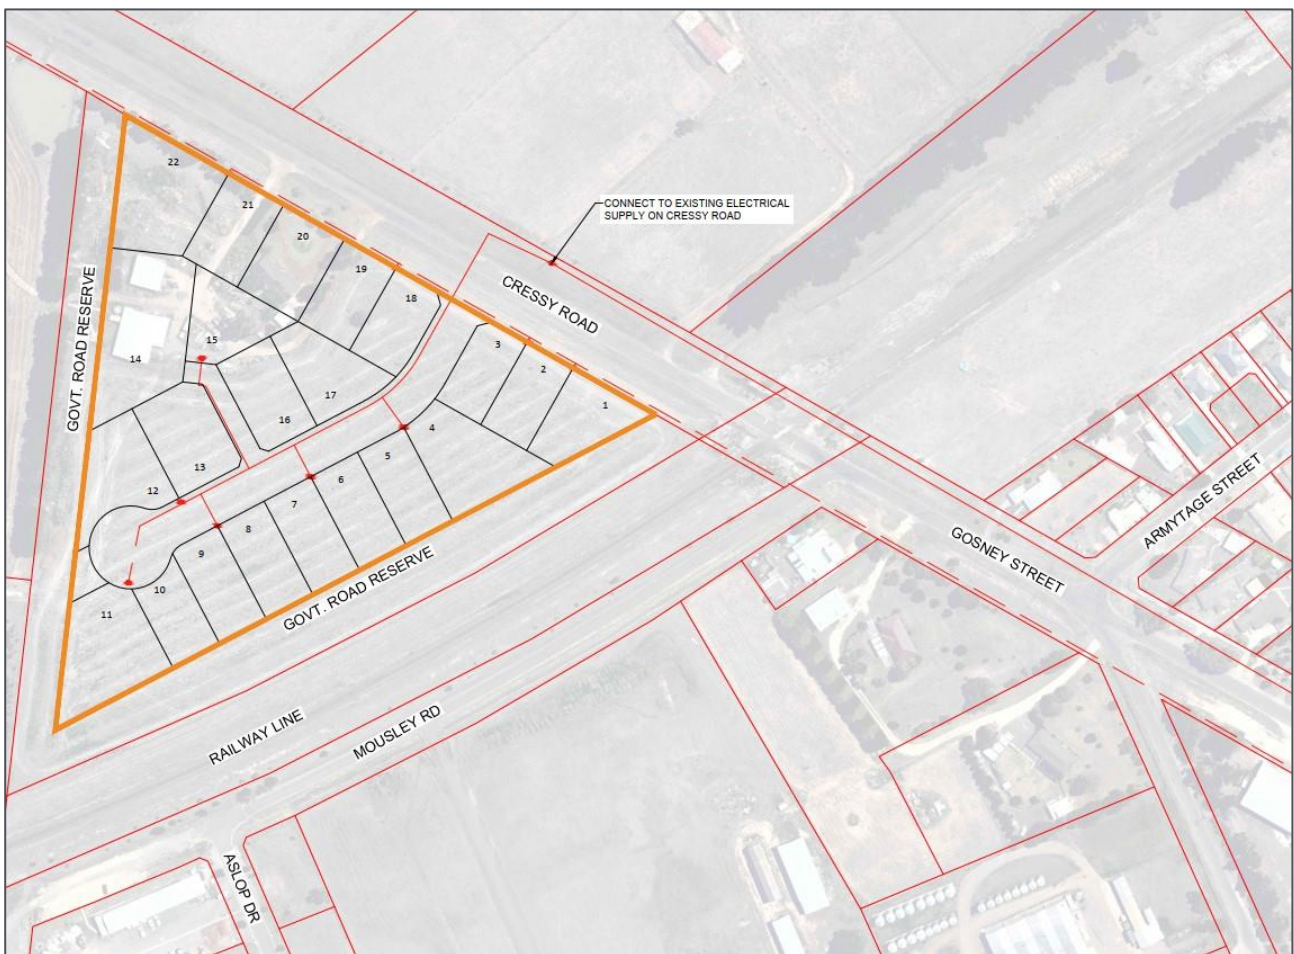 22
21
20
CONNECT TO EXISTING ELECTRICAL
SUPPLY ON CRESSY ROAD
19
18
CRESSY ROAD
GOVT. ROAD RESERVE
14
15
3
2
1
17
16
4
5
13
6
12
7
8
9
10
11
GOVT. ROAD RESERVE
GOSNEY STREET
ARMYTAGE STREET
RAILWAY LINE
MOUSLEY RD
ASLOP DR